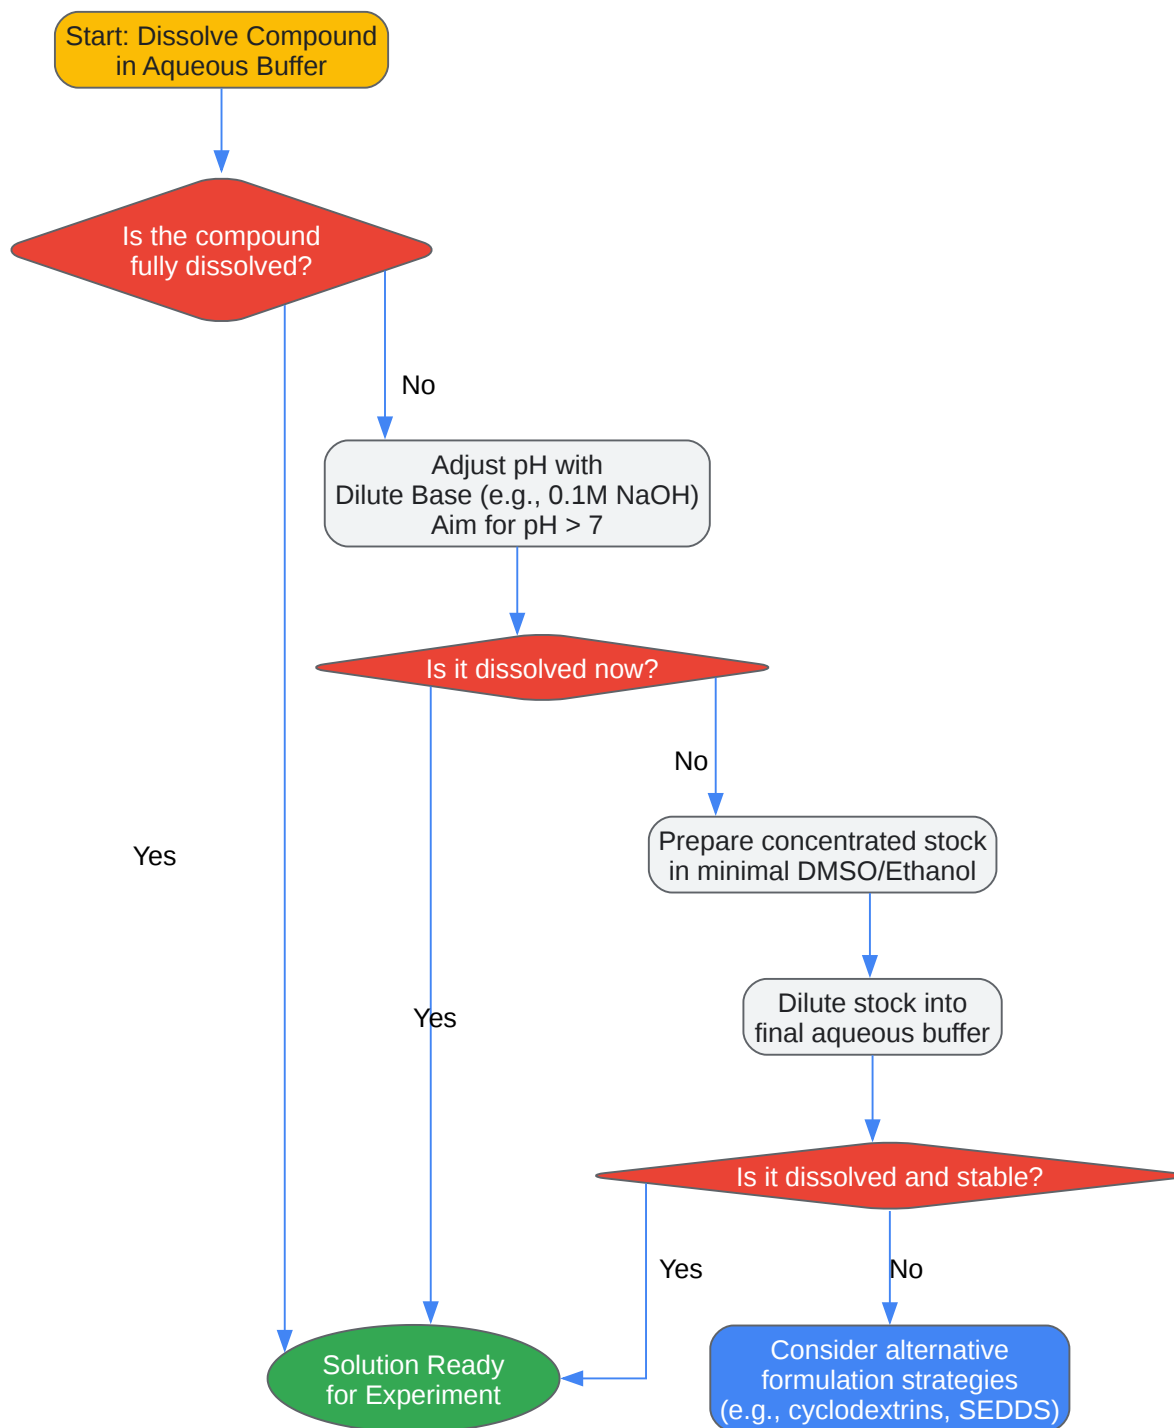 Start: Dissolve Compound
in Aqueous Buffer
Is the compound
fully dissolved?
No
Adjust pH with
Dilute Base (e.g., 0.1M NaOH)
Aim for pH > 7
Is it dissolved now?
No
Prepare concentrated stock
in minimal DMSO/Ethanol
Yes
Dilute stock into
final aqueous buffer
Yes
Is it dissolved and stable?
Yes
No
Solution Ready
for Experiment
Consider alternative
formulation strategies
(e.g., cyclodextrins, SEDDS)